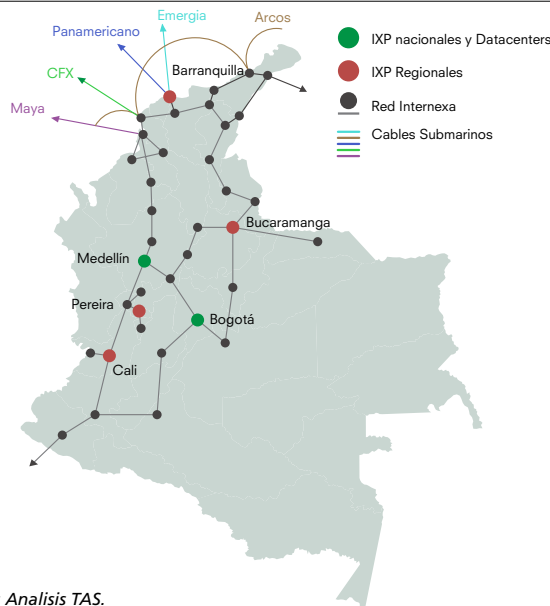 Emergia
Arcos
Panamericano
CFX
Maya
Barranquilla
IXP nacionales y Datacenters
IXP Regionales
Red Internexa
Cables Submarinos
Bucaramanga
Medellín
Pereira
Bogotá
Cali
Analisis TAS.